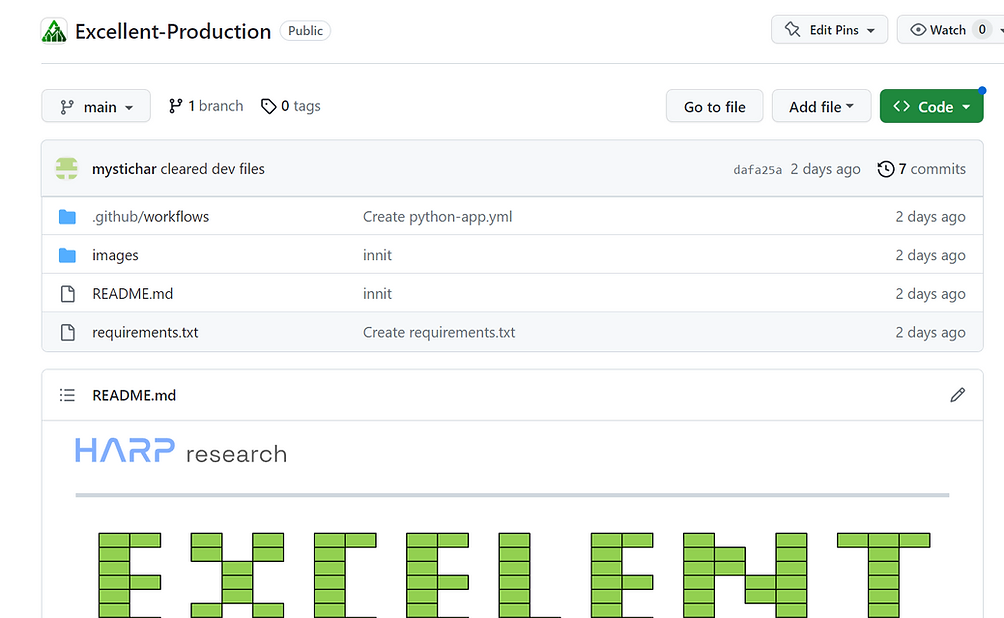 Excellent-Production Public Edit Pins Watch 0
main 1 branch 0 tags Go to file Add file Code
mystichar cleared dev files dafa25a 2 days ago 7 commits
.github/workflows Create python-app.yml 2 days ago
images innit 2 days ago
README.md innit 2 days ago
requirements.txt Create requirements.txt 2 days ago
README.md
HARP research
EXCELENT